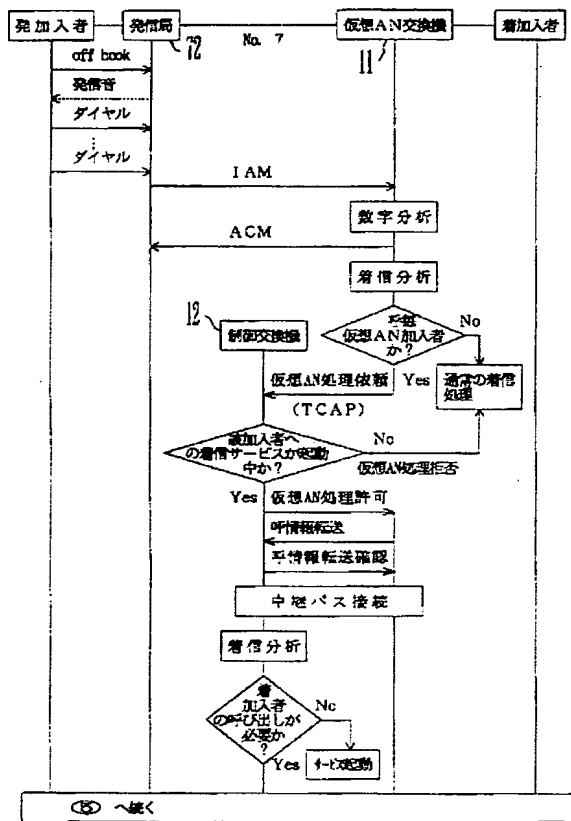 発加入者
発信局
No. 7
仮想AN交換機
着加入者
72
11
off book
発信音
ダイヤル
ダイヤル
IAM
数字分析
ACM
着信分析
12
制御交換機
仮想AN加入者
か?
No
Yes
通常の着信
処理
仮想AN処理依頼
(TCAP)
該加入者へ
の着信サービスが起動
中か?
No
仮想AN処理拒否
Yes
仮想AN処理許可
呼情報転送
呼情報転送確認
中継パス接続
着信分析
着
加入者
の呼び出しが
必要か
?
No
Yes
サービス起動
へ続く